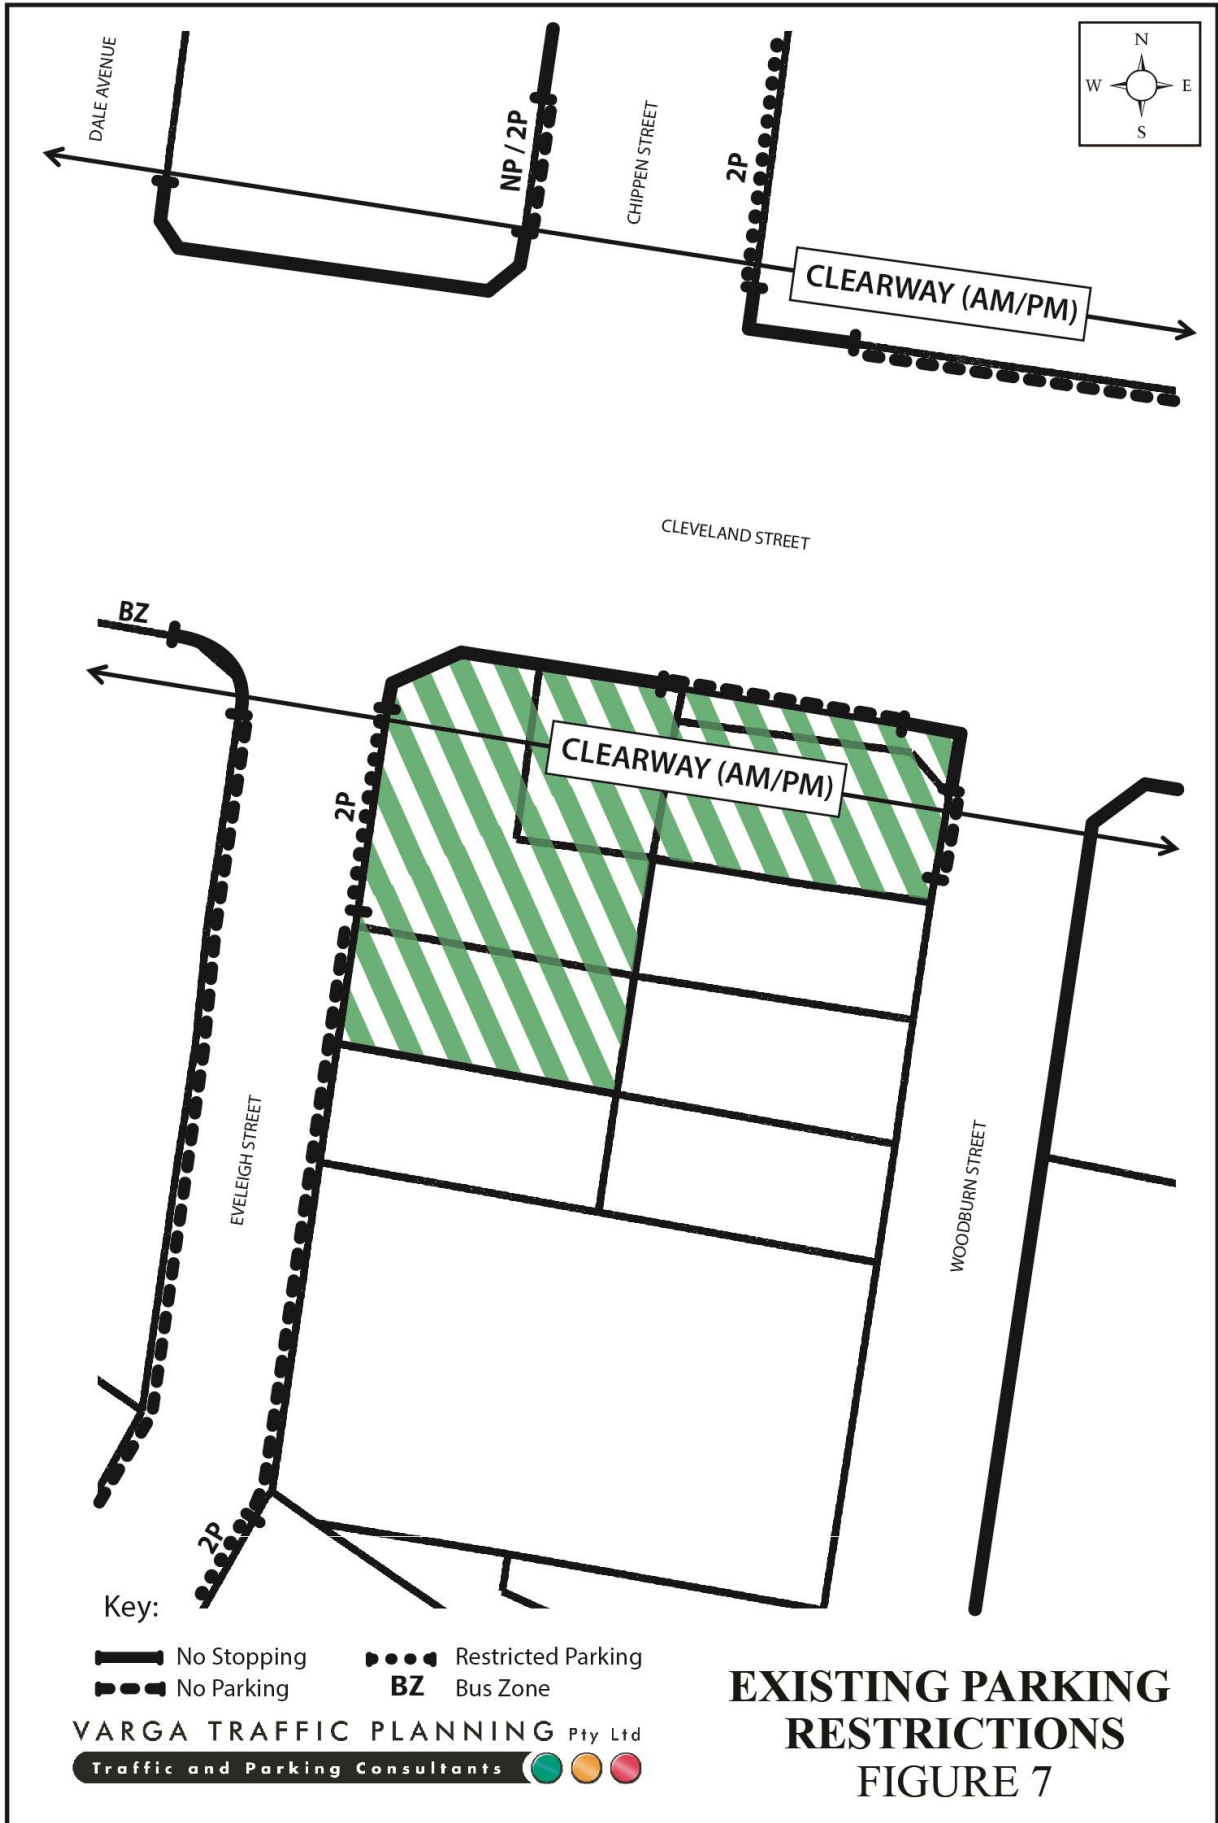 N
W E
S
DALE AVENUE
NP / 2P
CHIPPEN STREET
2P
CLEARWAY (AM/PM)
CLEVELAND STREET
BZ
CLEARWAY (AM/PM)
2P
EVELEIGH STREET
WOODBURN STREET
2P
Key:
No Stopping
No Parking
Restricted Parking
BZ Bus Zone
VARGA TRAFFIC PLANNING Pty Ltd
Traffic and Parking Consultants
EXISTING PARKING
RESTRICTIONS
FIGURE 7